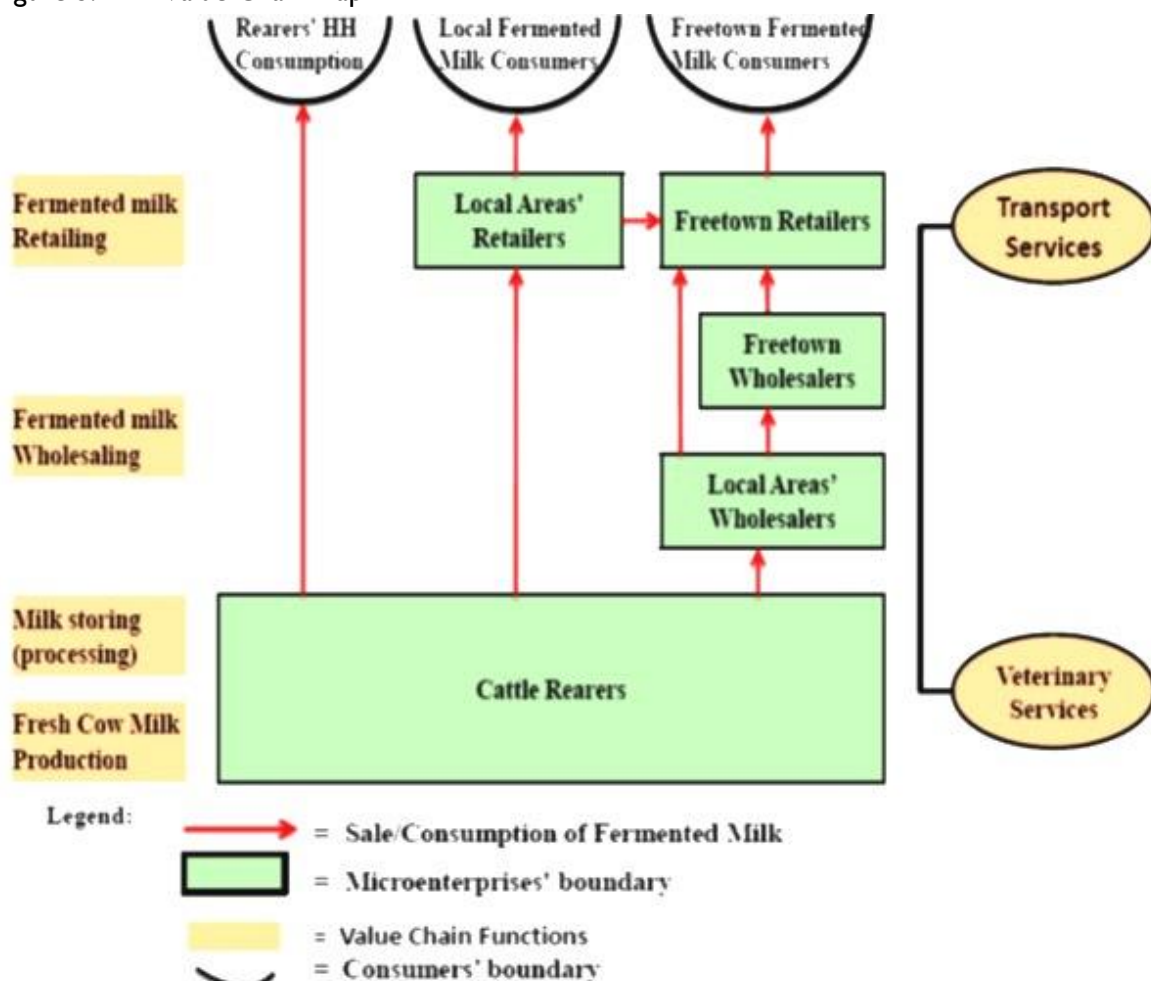 Rearers' HH
Consumption
Local Fermented
Milk Consumers
Freetown Fermented
Milk Consumers
Fermented milk
Retailing
Local Areas'
Retailers
Freetown Retailers
Transport
Services
Freetown
Wholesalers
Fermented milk
Wholesaling
Local Areas'
Wholesalers
Milk storing
(processing)
Cattle Rearers
Veterinary
Services
Fresh Cow Milk
Production
Legend:
= Sale/Consumption of Fermented Milk
= Microenterprises' boundary
= Value Chain Functions
= Consumers' boundary